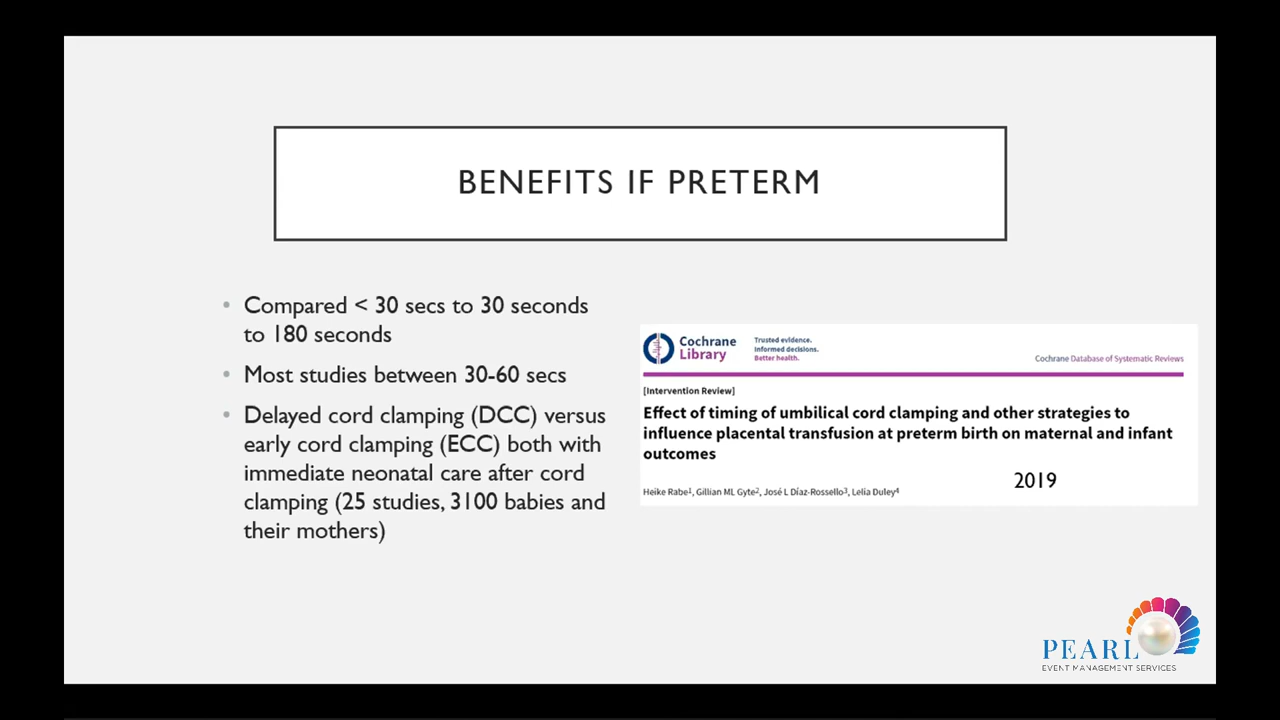 BENEFITS IF PRETERM
• Compared < 30 secs to 30 seconds
to 180 seconds
• Most studies between 30-60 secs
• Delayed cord clamping (DCC) versus
early cord clamping (ECC) both with
immediate neonatal care after cord
clamping (25 studies, 3100 babies and
their mothers)
Cochrane
Library
Trusted evidence.
Informed decisions.
Better health.
Cochrane Database of Systematic Reviews
[Intervention Review]
Effect of timing of umbilical cord clamping and other strategies to
influence placental transfusion at preterm birth on maternal and infant
outcomes
Heike Rabe1, Gillian ML Gyte2, José L Díaz-Rossello3, Lelia Duley4
2019
PEARL
EVENT MANAGEMENT SERVICES